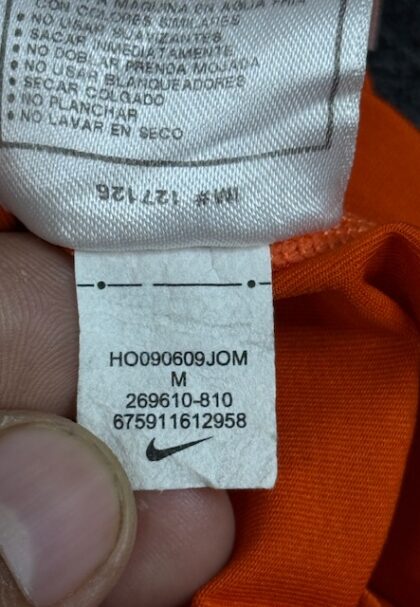 CON COLORES SIMILARES
• NO USAR SUAVIZANTES
• SACAR INMEDIATAMENTE
• NO DOBLAR PRENDA MOJADA
• NO USAR BLANQUEADORES
• SECAR COLGADO
• NO PLANCHAR
• NO LAVAR EN SECO
IM# 127126
HO090609JOM
M
269610-810
675911612958